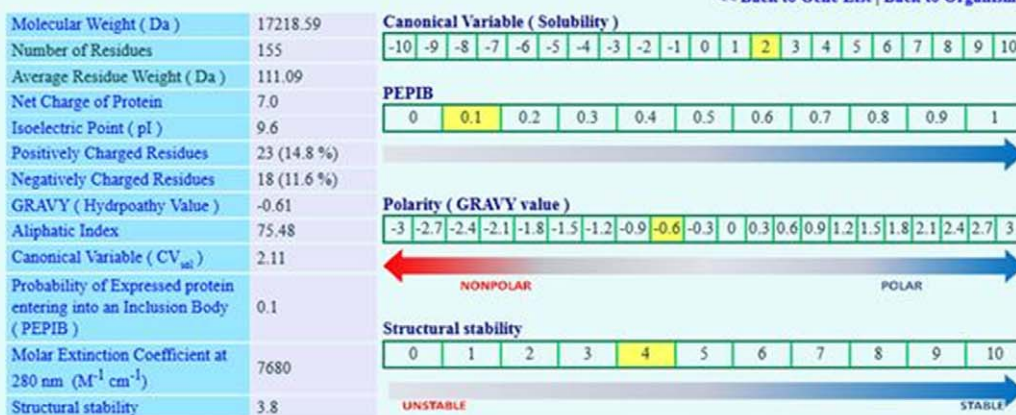 Back to Gene List | Back to Organism
Molecular Weight ( Da ) 17218.59
Number of Residues 155
Average Residue Weight ( Da ) 111.09
Net Charge of Protein 7.0
Isoelectric Point ( pI ) 9.6
Positively Charged Residues 23 (14.8 %)
Negatively Charged Residues 18 (11.6 %)
GRAVY ( Hydrpoathy Value ) -0.61
Aliphatic Index 75.48
Canonical Variable ( CVsol ) 2.11
Probability of Expressed protein
entering into an Inclusion Body 0.1
( PEPIB )
Molar Extinction Coefficient at
280 nm (M-1 cm-1) 7680
Structural stability 3.8
Canonical Variable ( Solubility )
-10 -9 -8 -7 -6 -5 -4 -3 -2 -1 0 1 2 3 4 5 6 7 8 9 10
PEPIB
0 0.1 0.2 0.3 0.4 0.5 0.6 0.7 0.8 0.9 1
Polarity ( GRAVY value )
-3 -2.7 -2.4 -2.1 -1.8 -1.5 -1.2 -0.9 -0.6 -0.3 0 0.3 0.6 0.9 1.2 1.5 1.8 2.1 2.4 2.7 3
NONPOLAR POLAR
Structural stability
0 1 2 3 4 5 6 7 8 9 10
UNSTABLE STABLE